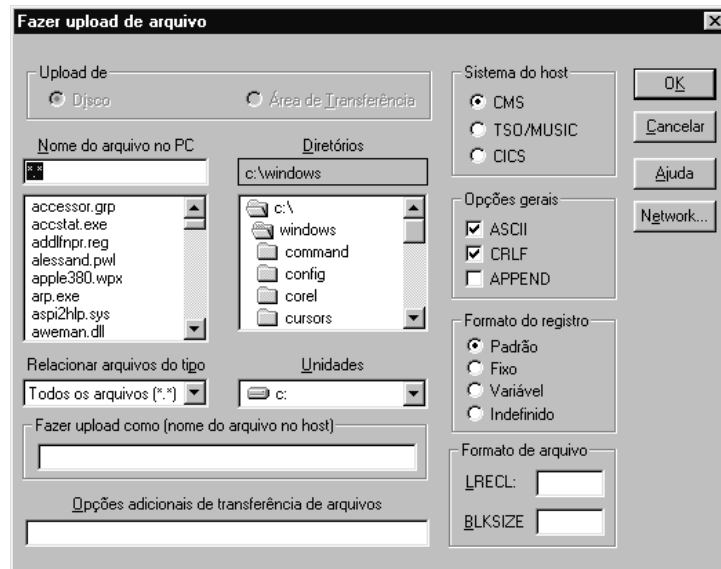 Fazer upload de arquivo
Upload de
Disco
Área de Transferência
Nome do arquivo no PC
*.*
accessor.grp
accstat.exe
addlfnpr.reg
alessand.pwl
apple380.wpx
arp.exe
aspi2hlp.sys
aweman.dll
Diretórios
c:\windows
c:\
windows
command
config
corel
cursors
Relacionar arquivos do tipo
Todos os arquivos (*.*)
Unidades
c:
Fazer upload como (nome do arquivo no host)
Opções adicionais de transferência de arquivos
Sistema do host
CMS
TSO/MUSIC
CICS
Opções gerais
ASCII
CRLF
APPEND
Formato do registro
Padrão
Fixo
Variável
Indefinido
Formato de arquivo
LRECL:
BLKSIZE
OK
Cancelar
Ajuda
Network...